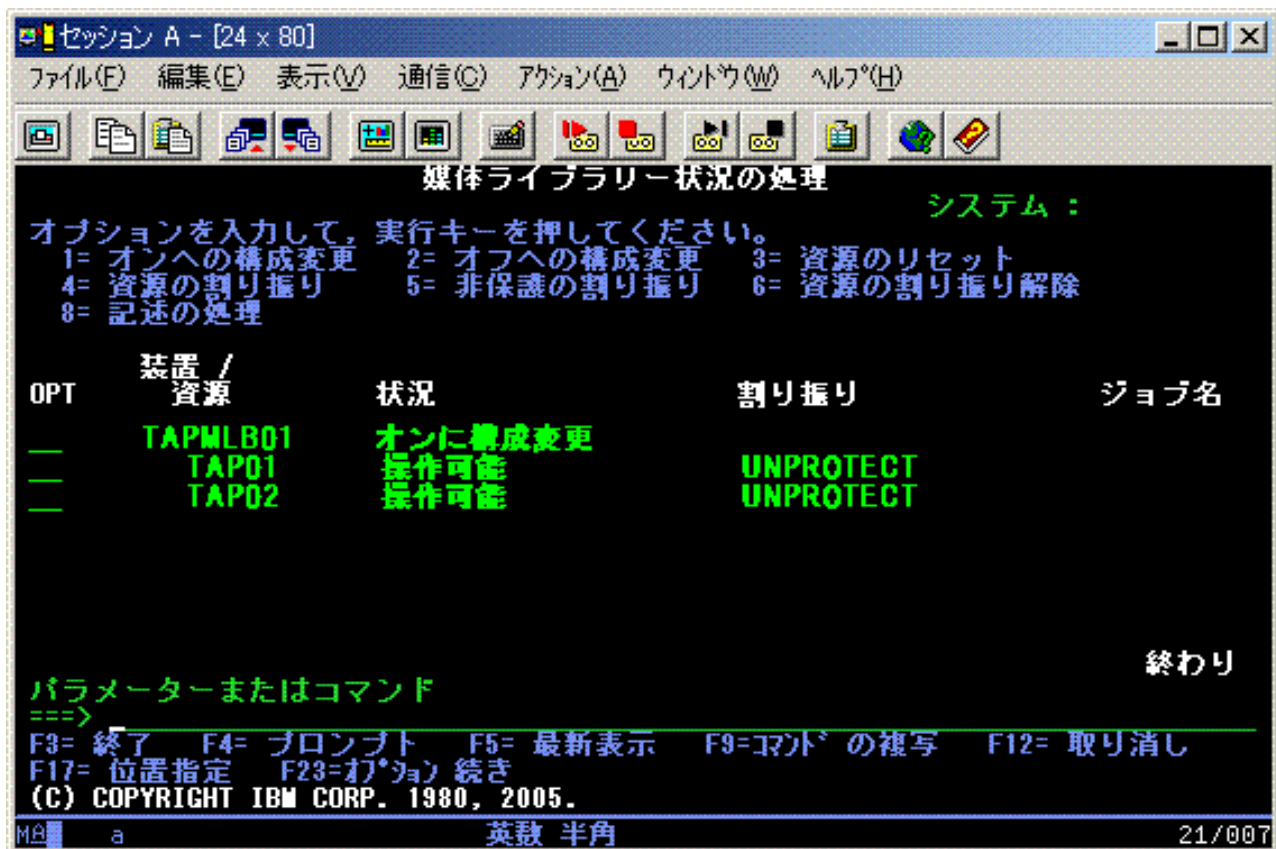 セッション A - [24 x 80]
ファイル(F) 編集(E) 表示(V) 通信(C) アクション(A) ウィンドウ(W) ヘルプ(H)
媒体ライブラリー状況の処理
システム :
オプションを入力して, 実行キーを押してください。
1= オンへの構成変更 2= オフへの構成変更 3= 資源のリセット
4= 資源の割り振り 5= 非保護の割り振り 6= 資源の割り振り解除
8= 記述の処理
装置 /
OPT 資源 状況 割り振り ジョブ名
__ TAPMLB01 オンに構成変更
__ TAP01 操作可能 UNPROTECT
__ TAP02 操作可能 UNPROTECT
終わり
パラメーターまたはコマンド
===>
F3= 終了 F4= プロンプト F5= 最新表示 F9=コマンド の複写 F12= 取り消し
F17= 位置指定 F23=オプション 続き
(C) COPYRIGHT IBM CORP. 1980, 2005.
MA a 英数 半角 21/007